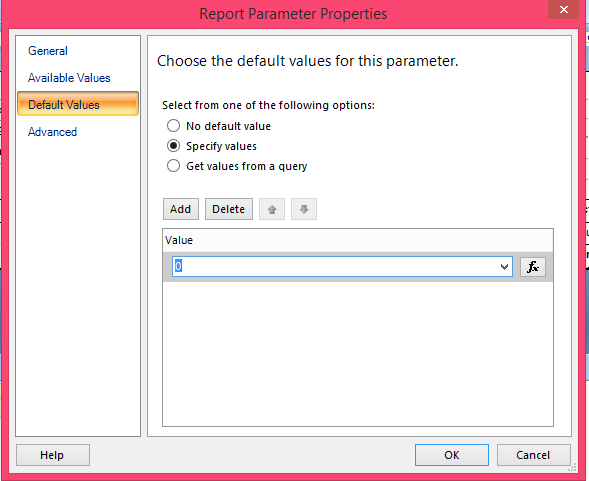 Report Parameter Properties
General
Available Values
Default Values
Advanced
Choose the default values for this parameter.
Select from one of the following options:
No default value
Specify values
Get values from a query
Add Delete
Value
0
fx
Help OK Cancel